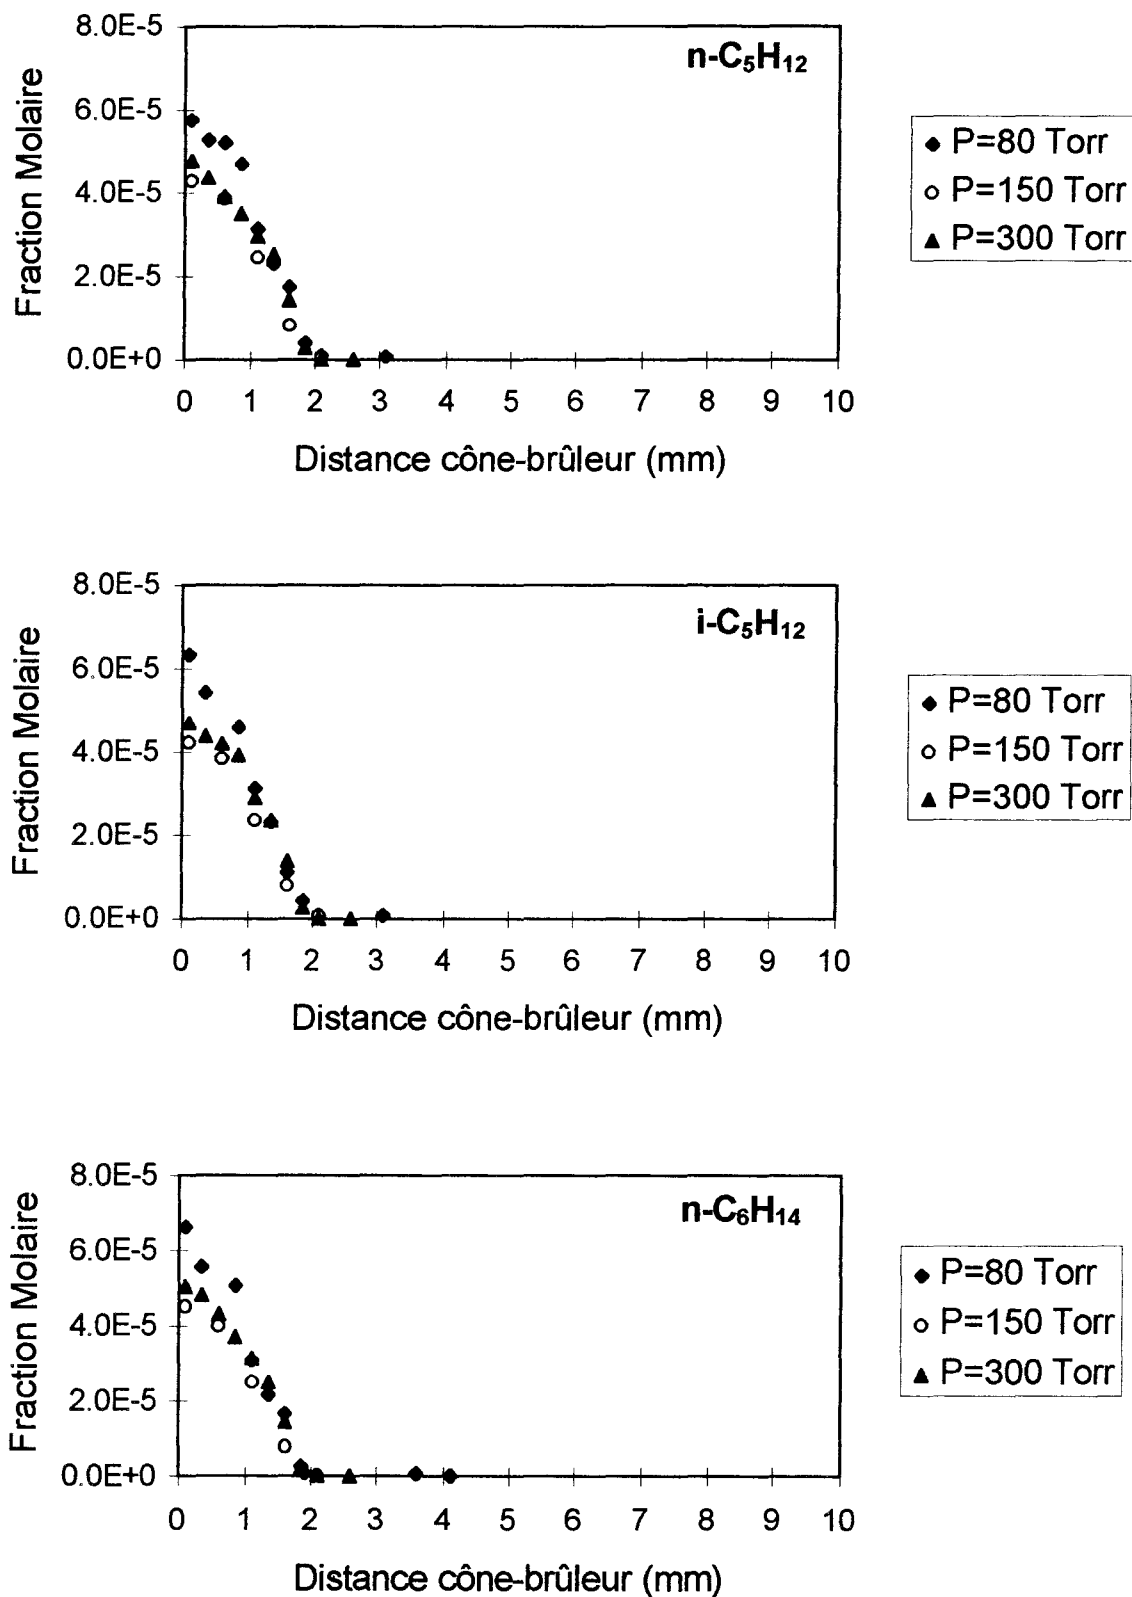 8.0E-5
n-C₅H₁₂
Fraction Molaire
6.0E-5
4.0E-5
2.0E-5
0.0E+0
0 1 2 3 4 5 6 7 8 9 10
Distance cône-brûleur (mm)
P=80 Torr
P=150 Torr
P=300 Torr
8.0E-5
i-C₅H₁₂
Fraction Molaire
6.0E-5
4.0E-5
2.0E-5
0.0E+0
0 1 2 3 4 5 6 7 8 9 10
Distance cône-brûleur (mm)
P=80 Torr
P=150 Torr
P=300 Torr
8.0E-5
n-C₆H₁₄
Fraction Molaire
6.0E-5
4.0E-5
2.0E-5
0.0E+0
0 1 2 3 4 5 6 7 8 9 10
Distance cône-brûleur (mm)
P=80 Torr
P=150 Torr
P=300 Torr